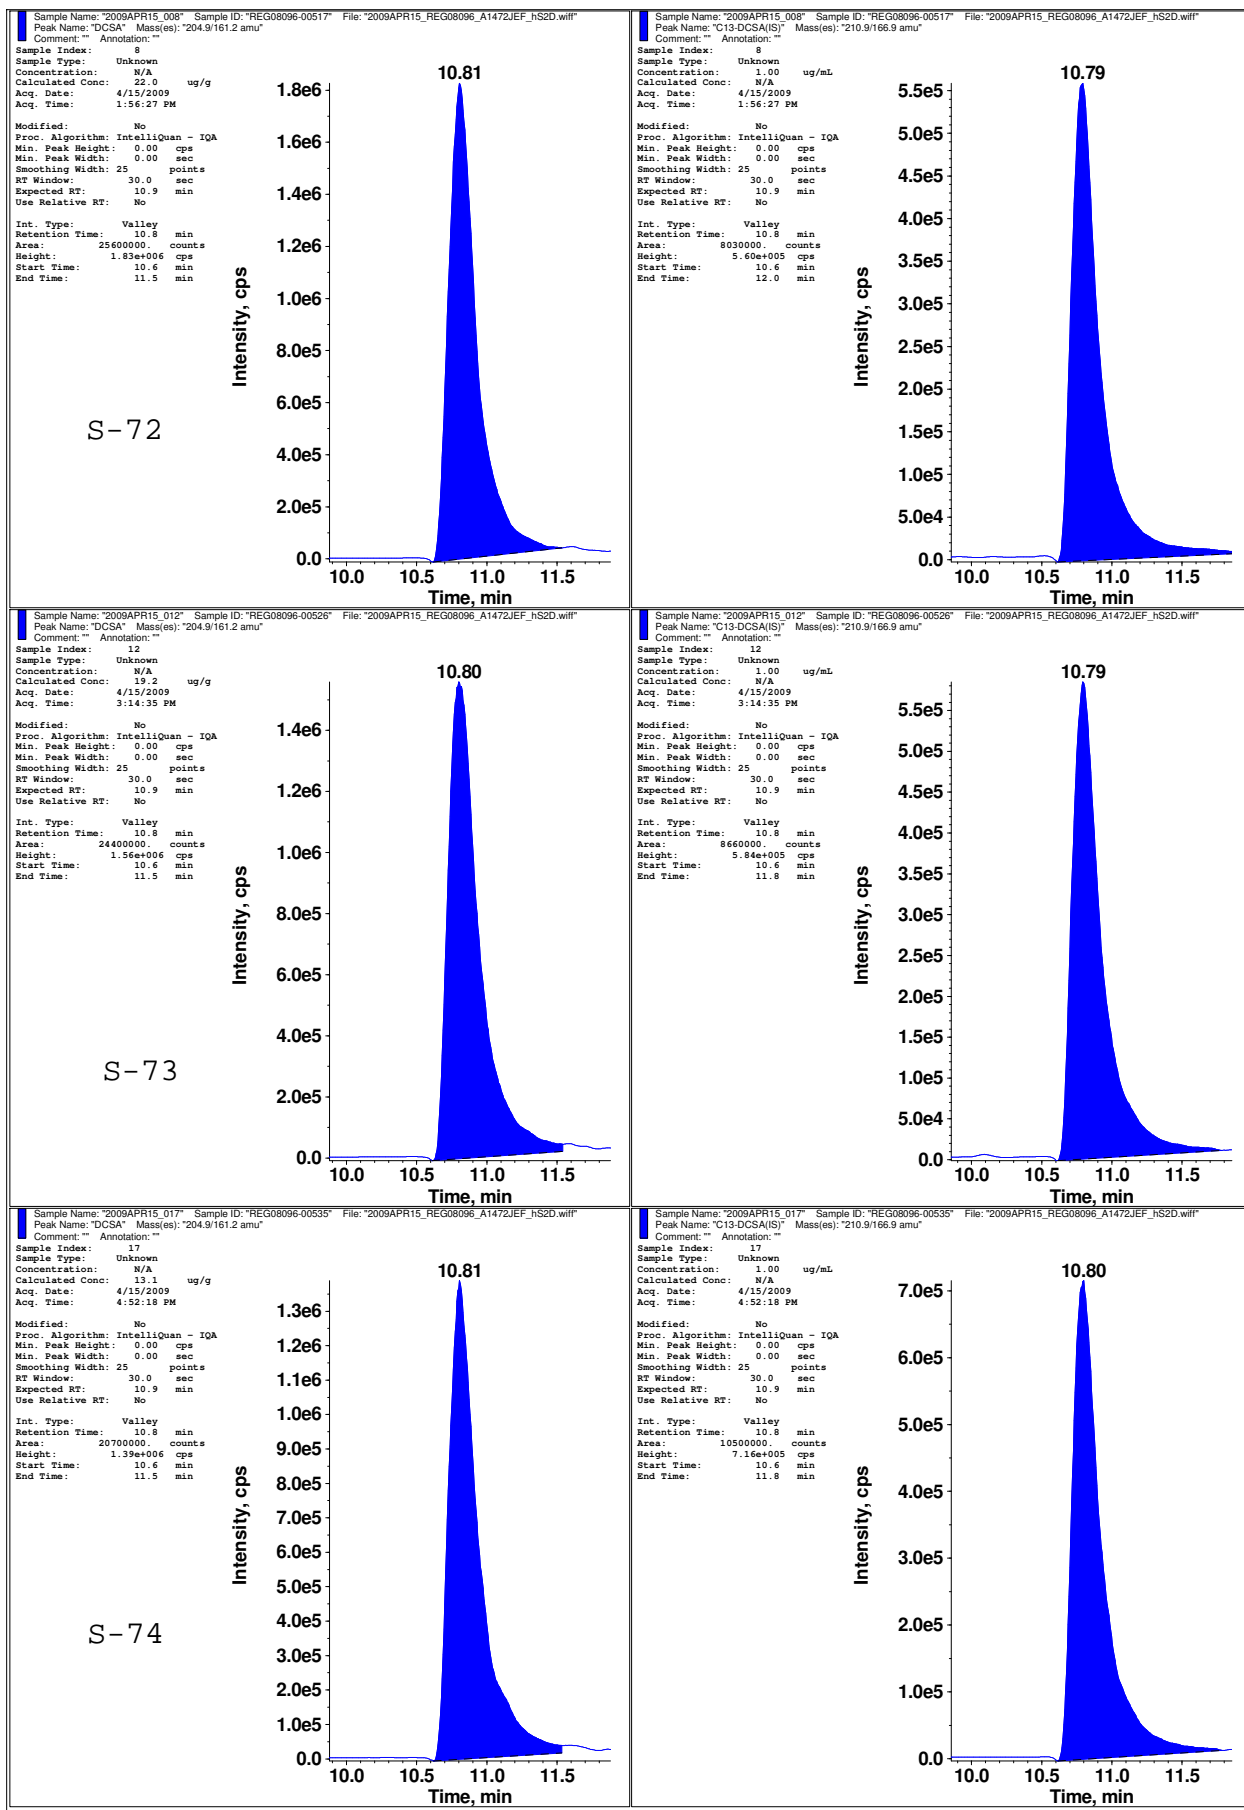 Sample Name: "2009APR15_008"   Sample ID: "REG08096-00517"   File: "2009APR15_REG08096_A1472JEF_hS2D.wiff"
Peak Name: "DCSA"   Mass(es): "204.9/161.2 amu"
Comment: ""   Annotation: ""
Sample Index: 8
Sample Type: Unknown
Concentration: N/A
Calculated Conc: 22.0 ug/g
Acq. Date: 4/15/2009
Acq. Time: 1:56:27 PM
Modified: No
Proc. Algorithm: IntelliQuan - IQA
Min. Peak Height: 0.00 cps
Min. Peak Width: 0.00 sec
Smoothing Width: 25 points
RT Window: 30.0 sec
Expected RT: 10.9 min
Use Relative RT: No
Int. Type: Valley
Retention Time: 10.8 min
Area: 25600000. counts
Height: 1.83e+006 cps
Start Time: 10.6 min
End Time: 11.5 min
S-72
10.81
Intensity, cps
1.8e6
1.6e6
1.4e6
1.2e6
1.0e6
8.0e5
6.0e5
4.0e5
2.0e5
0.0
10.0 10.5 11.0 11.5
Time, min
Sample Name: "2009APR15_008"   Sample ID: "REG08096-00517"   File: "2009APR15_REG08096_A1472JEF_hS2D.wiff"
Peak Name: "C13-DCSA(IS)"   Mass(es): "210.9/166.9 amu"
Comment: ""   Annotation: ""
Sample Index: 8
Sample Type: Unknown
Concentration: 1.00 ug/mL
Calculated Conc: N/A
Acq. Date: 4/15/2009
Acq. Time: 1:56:27 PM
Modified: No
Proc. Algorithm: IntelliQuan - IQA
Min. Peak Height: 0.00 cps
Min. Peak Width: 0.00 sec
Smoothing Width: 25 points
RT Window: 30.0 sec
Expected RT: 10.9 min
Use Relative RT: No
Int. Type: Valley
Retention Time: 10.8 min
Area: 8030000. counts
Height: 5.60e+005 cps
Start Time: 10.6 min
End Time: 12.0 min
10.79
Intensity, cps
5.5e5
5.0e5
4.5e5
4.0e5
3.5e5
3.0e5
2.5e5
2.0e5
1.5e5
1.0e5
5.0e4
0.0
10.0 10.5 11.0 11.5
Time, min
Sample Name: "2009APR15_012"   Sample ID: "REG08096-00526"   File: "2009APR15_REG08096_A1472JEF_hS2D.wiff"
Peak Name: "DCSA"   Mass(es): "204.9/161.2 amu"
Comment: ""   Annotation: ""
Sample Index: 12
Sample Type: Unknown
Concentration: N/A
Calculated Conc: 19.2 ug/g
Acq. Date: 4/15/2009
Acq. Time: 3:14:35 PM
Modified: No
Proc. Algorithm: IntelliQuan - IQA
Min. Peak Height: 0.00 cps
Min. Peak Width: 0.00 sec
Smoothing Width: 25 points
RT Window: 30.0 sec
Expected RT: 10.9 min
Use Relative RT: No
Int. Type: Valley
Retention Time: 10.8 min
Area: 24400000. counts
Height: 1.56e+006 cps
Start Time: 10.6 min
End Time: 11.5 min
S-73
10.80
Intensity, cps
1.4e6
1.2e6
1.0e6
8.0e5
6.0e5
4.0e5
2.0e5
0.0
10.0 10.5 11.0 11.5
Time, min
Sample Name: "2009APR15_012"   Sample ID: "REG08096-00526"   File: "2009APR15_REG08096_A1472JEF_hS2D.wiff"
Peak Name: "C13-DCSA(IS)"   Mass(es): "210.9/166.9 amu"
Comment: ""   Annotation: ""
Sample Index: 12
Sample Type: Unknown
Concentration: 1.00 ug/mL
Calculated Conc: N/A
Acq. Date: 4/15/2009
Acq. Time: 3:14:35 PM
Modified: No
Proc. Algorithm: IntelliQuan - IQA
Min. Peak Height: 0.00 cps
Min. Peak Width: 0.00 sec
Smoothing Width: 25 points
RT Window: 30.0 sec
Expected RT: 10.9 min
Use Relative RT: No
Int. Type: Valley
Retention Time: 10.8 min
Area: 8660000. counts
Height: 5.84e+005 cps
Start Time: 10.6 min
End Time: 11.8 min
10.79
Intensity, cps
5.5e5
5.0e5
4.5e5
4.0e5
3.5e5
3.0e5
2.5e5
2.0e5
1.5e5
1.0e5
5.0e4
0.0
10.0 10.5 11.0 11.5
Time, min
Sample Name: "2009APR15_017"   Sample ID: "REG08096-00535"   File: "2009APR15_REG08096_A1472JEF_hS2D.wiff"
Peak Name: "DCSA"   Mass(es): "204.9/161.2 amu"
Comment: ""   Annotation: ""
Sample Index: 17
Sample Type: Unknown
Concentration: N/A
Calculated Conc: 13.1 ug/g
Acq. Date: 4/15/2009
Acq. Time: 4:52:18 PM
Modified: No
Proc. Algorithm: IntelliQuan - IQA
Min. Peak Height: 0.00 cps
Min. Peak Width: 0.00 sec
Smoothing Width: 25 points
RT Window: 30.0 sec
Expected RT: 10.9 min
Use Relative RT: No
Int. Type: Valley
Retention Time: 10.8 min
Area: 20700000. counts
Height: 1.39e+006 cps
Start Time: 10.6 min
End Time: 11.5 min
S-74
10.81
Intensity, cps
1.3e6
1.2e6
1.1e6
1.0e6
9.0e5
8.0e5
7.0e5
6.0e5
5.0e5
4.0e5
3.0e5
2.0e5
1.0e5
0.0
10.0 10.5 11.0 11.5
Time, min
Sample Name: "2009APR15_017"   Sample ID: "REG08096-00535"   File: "2009APR15_REG08096_A1472JEF_hS2D.wiff"
Peak Name: "C13-DCSA(IS)"   Mass(es): "210.9/166.9 amu"
Comment: ""   Annotation: ""
Sample Index: 17
Sample Type: Unknown
Concentration: 1.00 ug/mL
Calculated Conc: N/A
Acq. Date: 4/15/2009
Acq. Time: 4:52:18 PM
Modified: No
Proc. Algorithm: IntelliQuan - IQA
Min. Peak Height: 0.00 cps
Min. Peak Width: 0.00 sec
Smoothing Width: 25 points
RT Window: 30.0 sec
Expected RT: 10.9 min
Use Relative RT: No
Int. Type: Valley
Retention Time: 10.8 min
Area: 10500000. counts
Height: 7.16e+005 cps
Start Time: 10.6 min
End Time: 11.8 min
10.80
Intensity, cps
7.0e5
6.0e5
5.0e5
4.0e5
3.0e5
2.0e5
1.0e5
0.0
10.0 10.5 11.0 11.5
Time, min